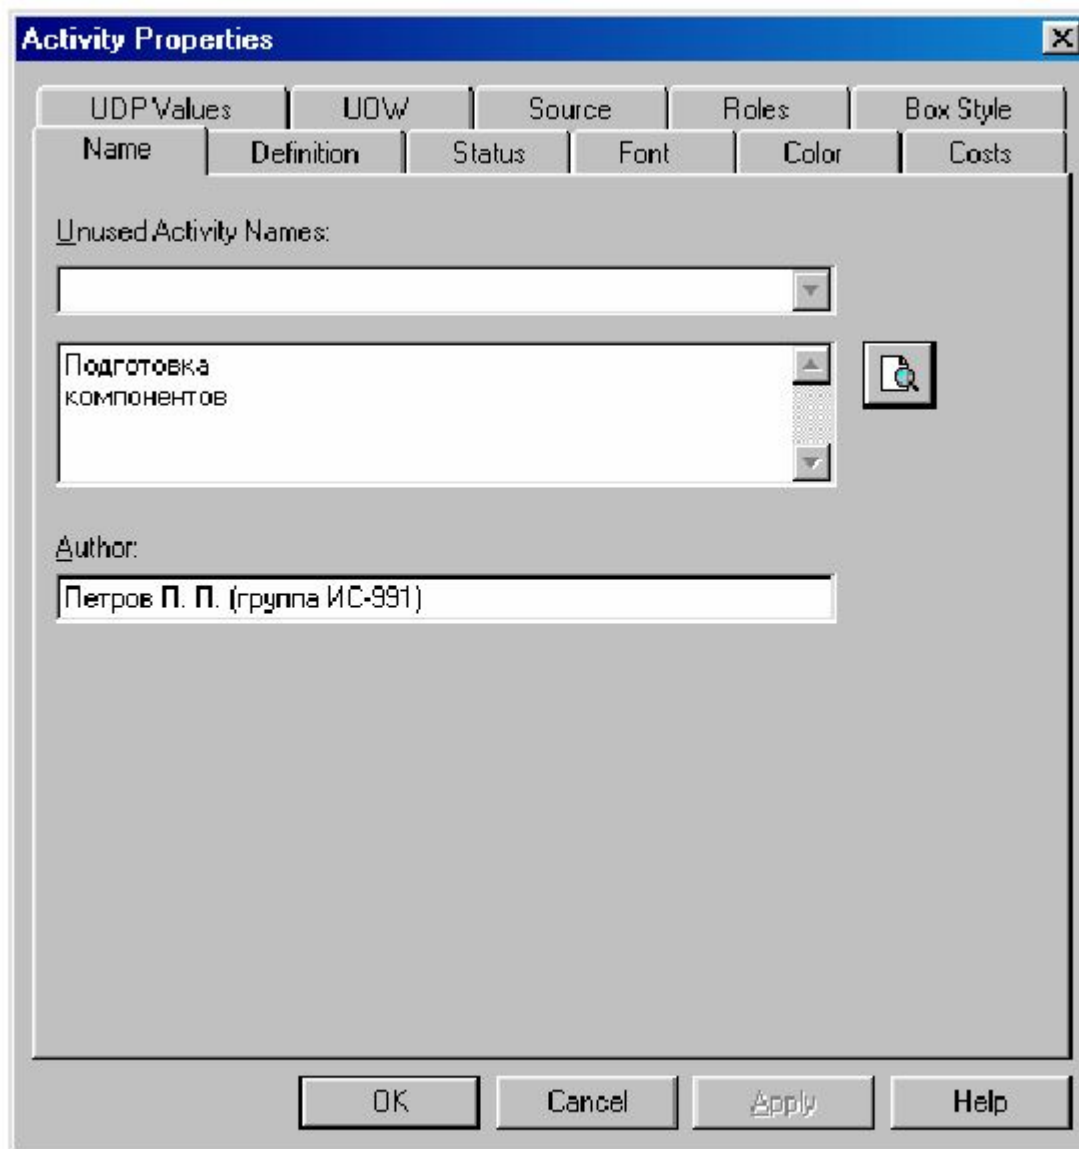 Activity Properties
UDP Values UOW Source Roles Box Style
Name Definition Status Font Color Costs
Unused Activity Names:
Подготовка
компонентов
Author:
Петров П. П. (группа ИС-991)
OK Cancel Apply Help